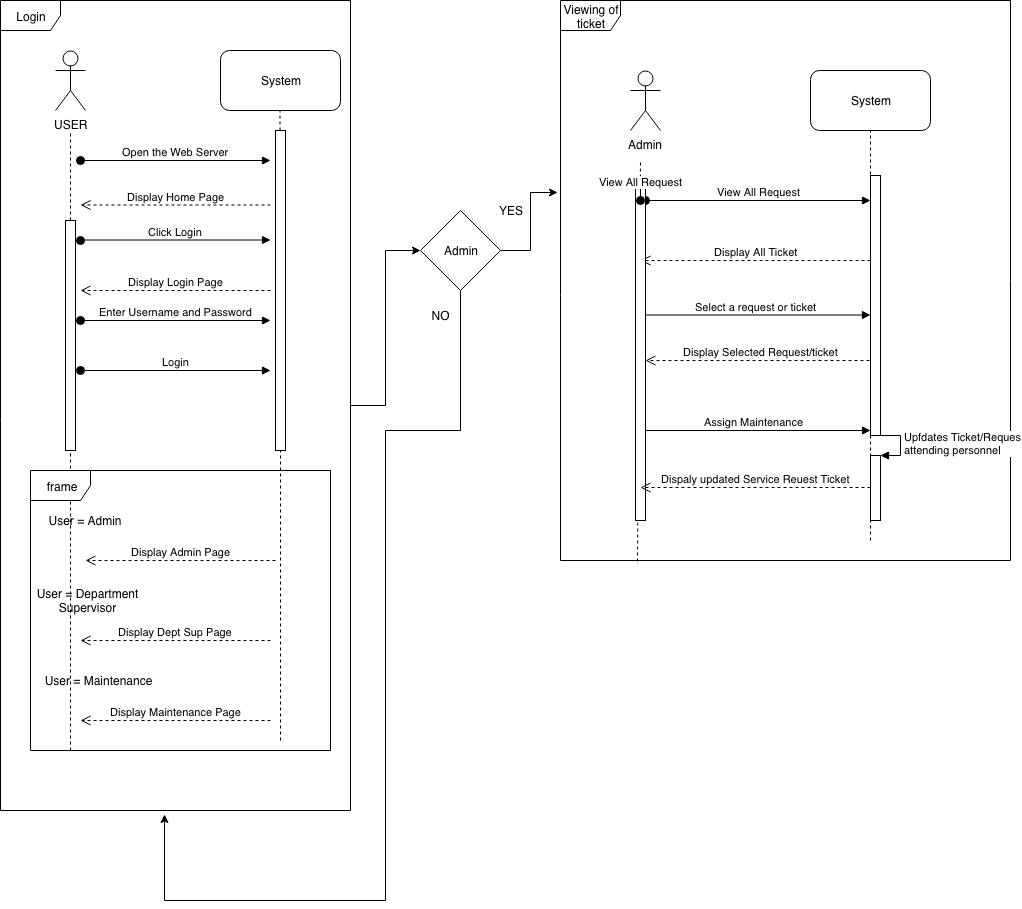 Login
System
USER
Open the Web Server
Display Home Page
Click Login
Display Login Page
Enter Username and Password
Login
frame
User = Admin
Display Admin Page
User = Department
Supervisor
Display Dept Sup Page
User = Maintenance
Display Maintenance Page
Admin
YES
NO
Viewing of
ticket
System
Admin
View All Request
View All Request
Display All Ticket
Select a request or ticket
Display Selected Request/ticket
Assign Maintenance
Upfdates Ticket/Reques
attending personnel
Dispaly updated Service Reuest Ticket